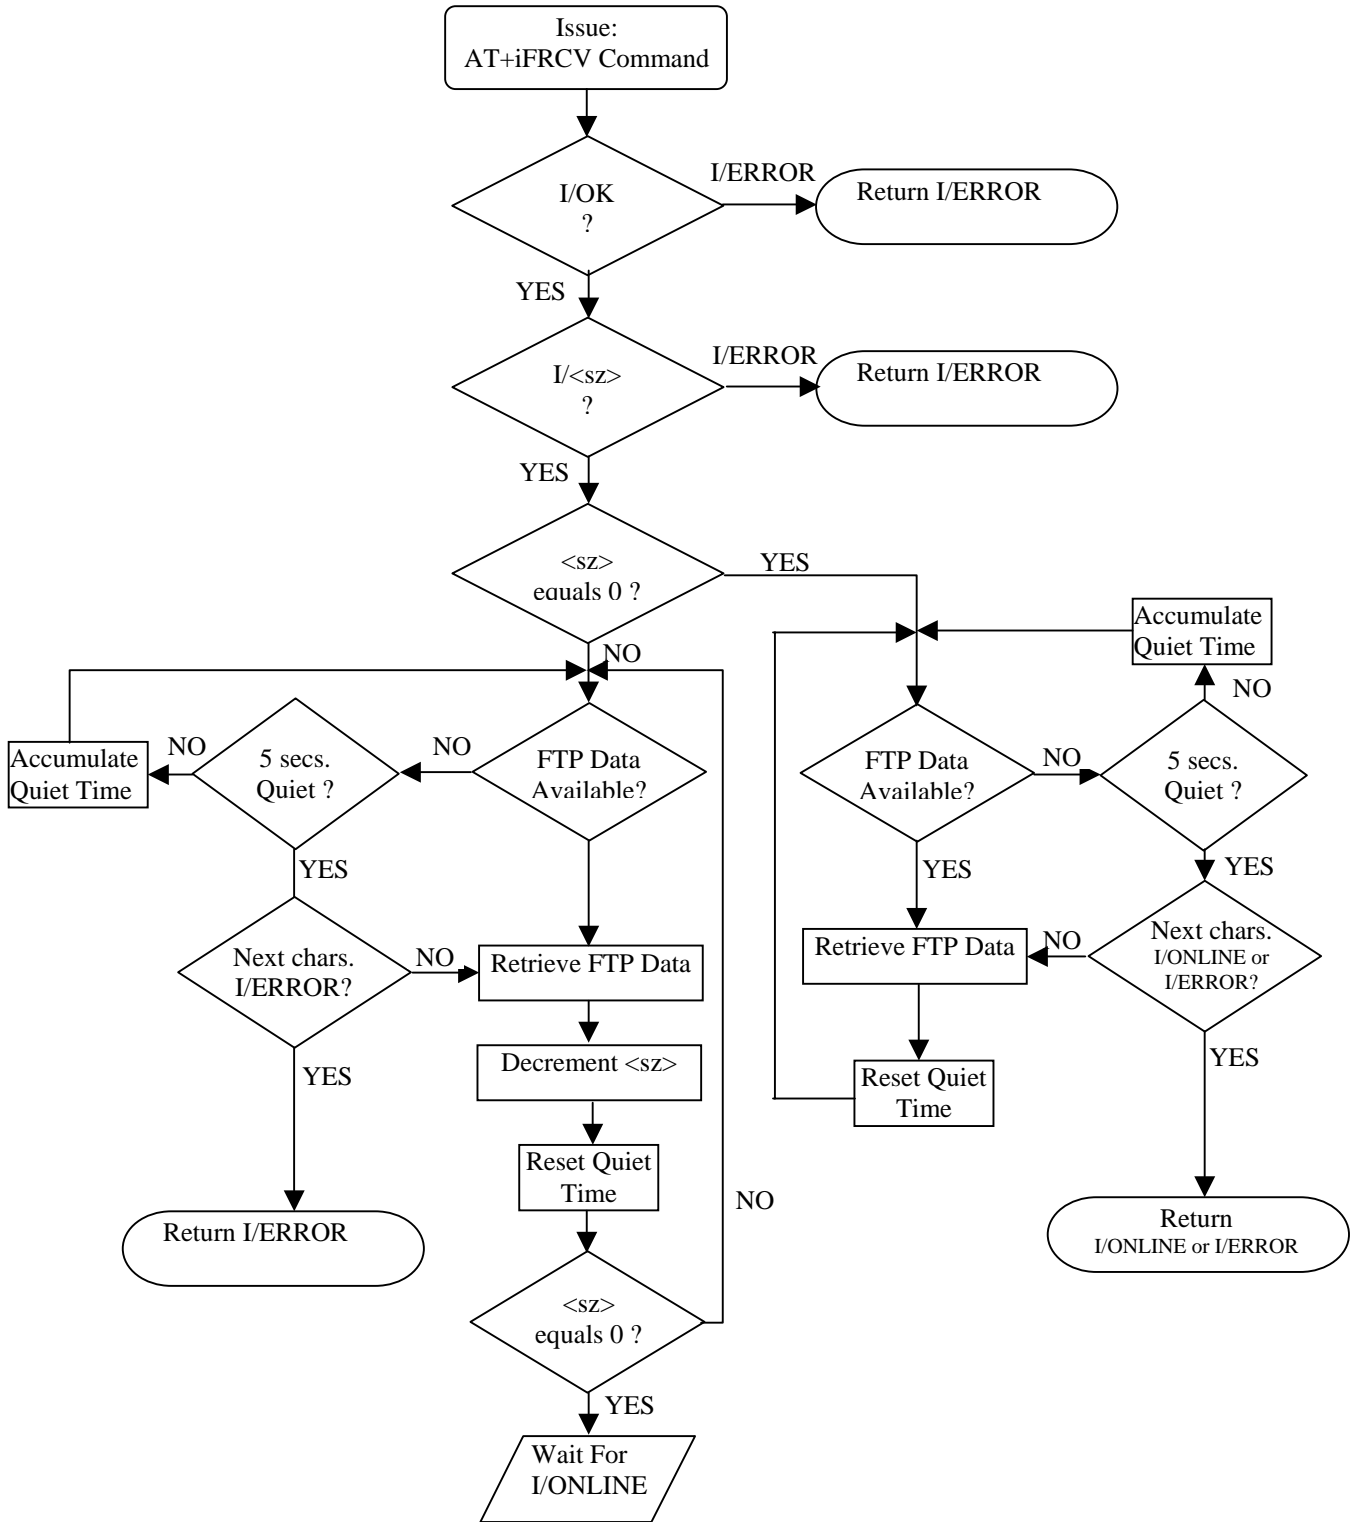 Issue:
AT+iFRCV Command
I/OK
?
I/ERROR
Return I/ERROR
YES
I/<sz>
?
I/ERROR
Return I/ERROR
YES
<sz>
equals 0 ?
YES
NO
Accumulate
Quiet Time
NO
5 secs.
Quiet ?
NO
FTP Data
Available?
YES
Next chars.
I/ERROR?
NO
Retrieve FTP Data
YES
Decrement <sz>
Reset Quiet
Time
NO
Return I/ERROR
<sz>
equals 0 ?
YES
Wait For
I/ONLINE
Accumulate
Quiet Time
NO
FTP Data
Available?
NO
5 secs.
Quiet ?
YES
YES
Retrieve FTP Data
NO
Next chars.
I/ONLINE or
I/ERROR?
YES
Reset Quiet
Time
Return
I/ONLINE or I/ERROR